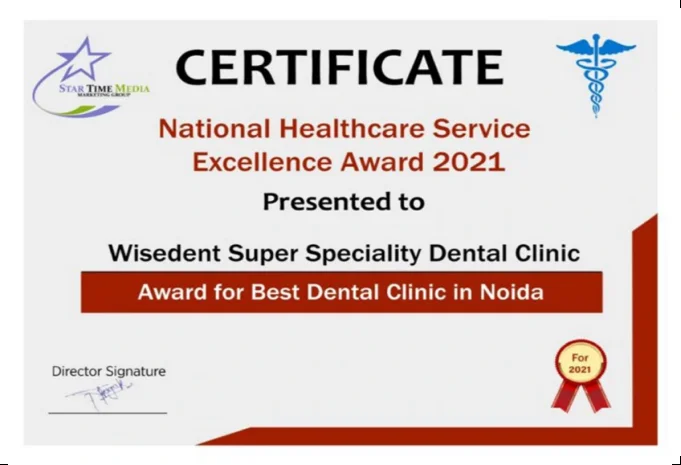 STAR TIME MEDIA
MARKETING GROUP
CERTIFICATE
National Healthcare Service
Excellence Award 2021
Presented to
Wisedent Super Speciality Dental Clinic
Award for Best Dental Clinic in Noida
For
2021
Director Signature